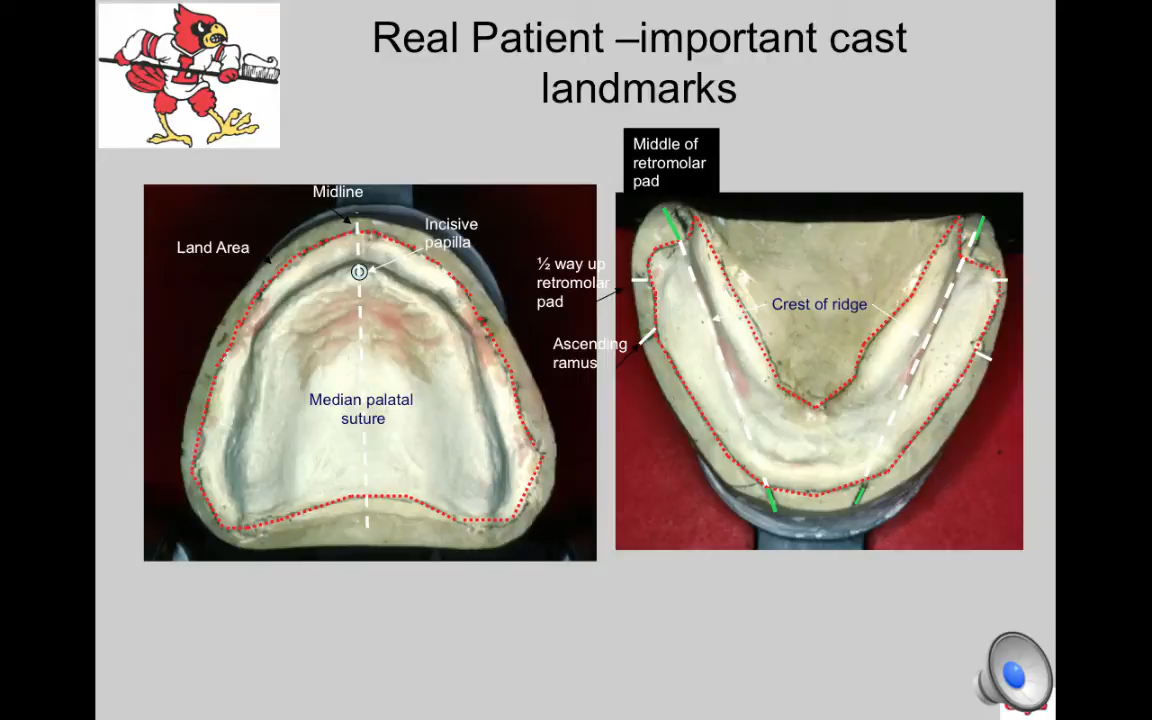 Real Patient –important cast
landmarks
Midline
Incisive
papilla
Land Area
Median palatal
suture
Middle of
retromolar
pad
½ way up
retromolar
pad
Ascending
ramus
Crest of ridge
L